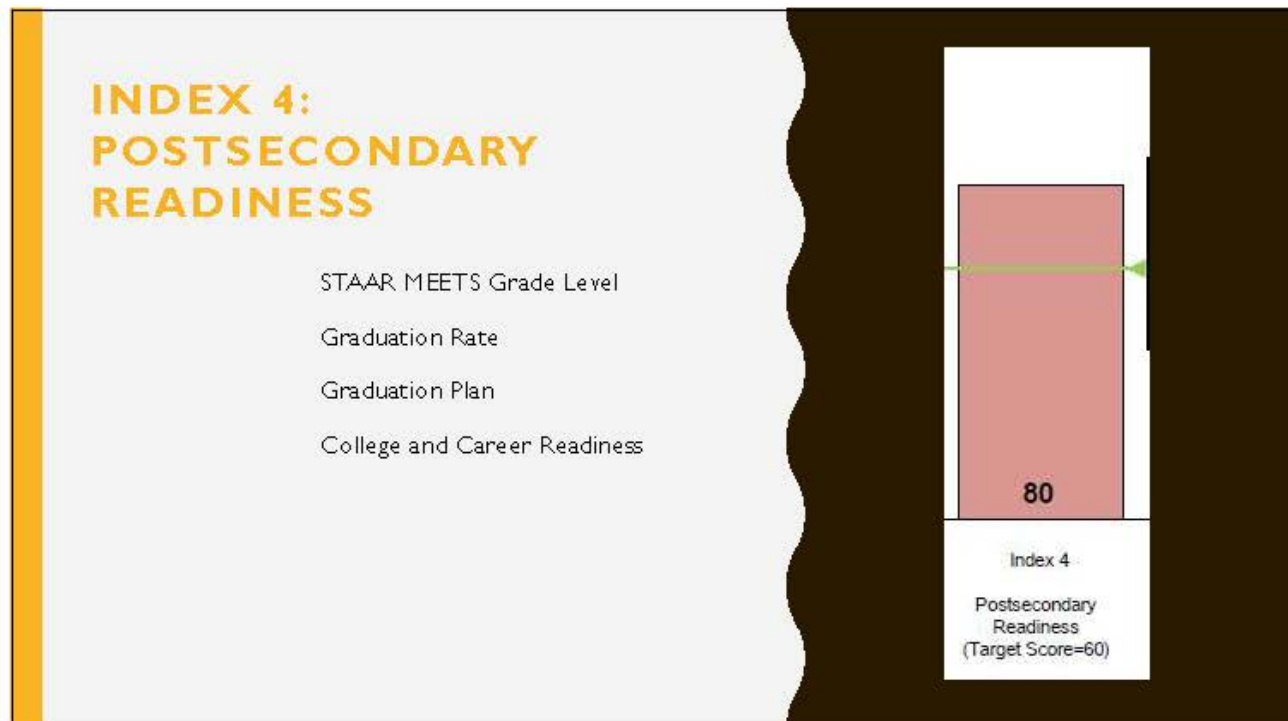 INDEX 4:
POSTSECONDARY
READINESS
STAAR MEETS Grade Level
Graduation Rate
Graduation Plan
College and Career Readiness
80
Index 4
Postsecondary
Readiness
(Target Score=60)